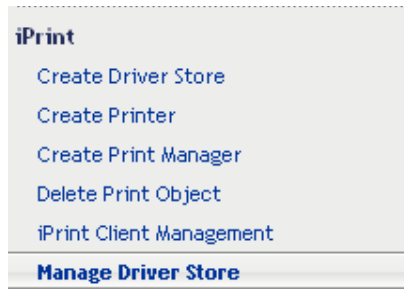 iPrint
Create Driver Store
Create Printer
Create Print Manager
Delete Print Object
iPrint Client Management
Manage Driver Store